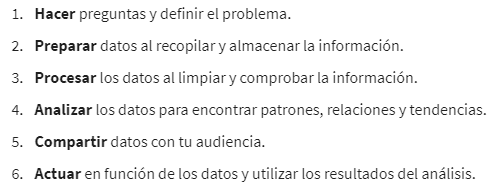 1. Hacer preguntas y definir el problema.
2. Preparar datos al recopilar y almacenar la información.
3. Procesar los datos al limpiar y comprobar la información.
4. Analizar los datos para encontrar patrones, relaciones y tendencias.
5. Compartir datos con tu audiencia.
6. Actuar en función de los datos y utilizar los resultados del análisis.